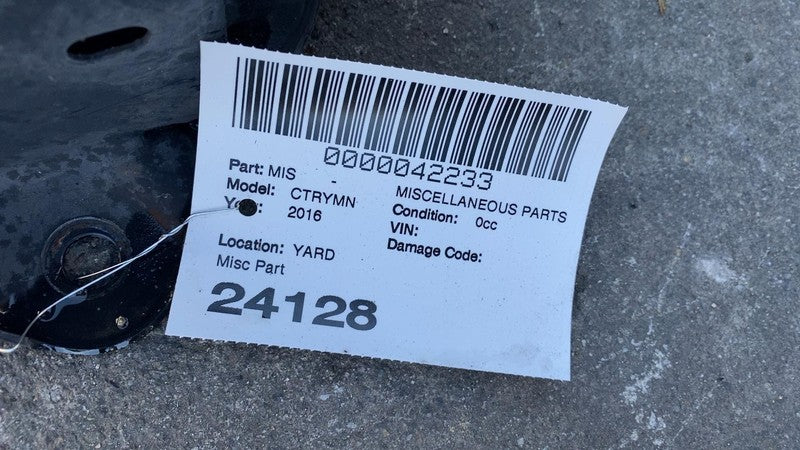 0000042233
Part: MIS - MISCELLANEOUS PARTS
Model: CTRYMN Condition: 0cc
2016 VIN:
Location: YARD Damage Code:
Misc Part
24128